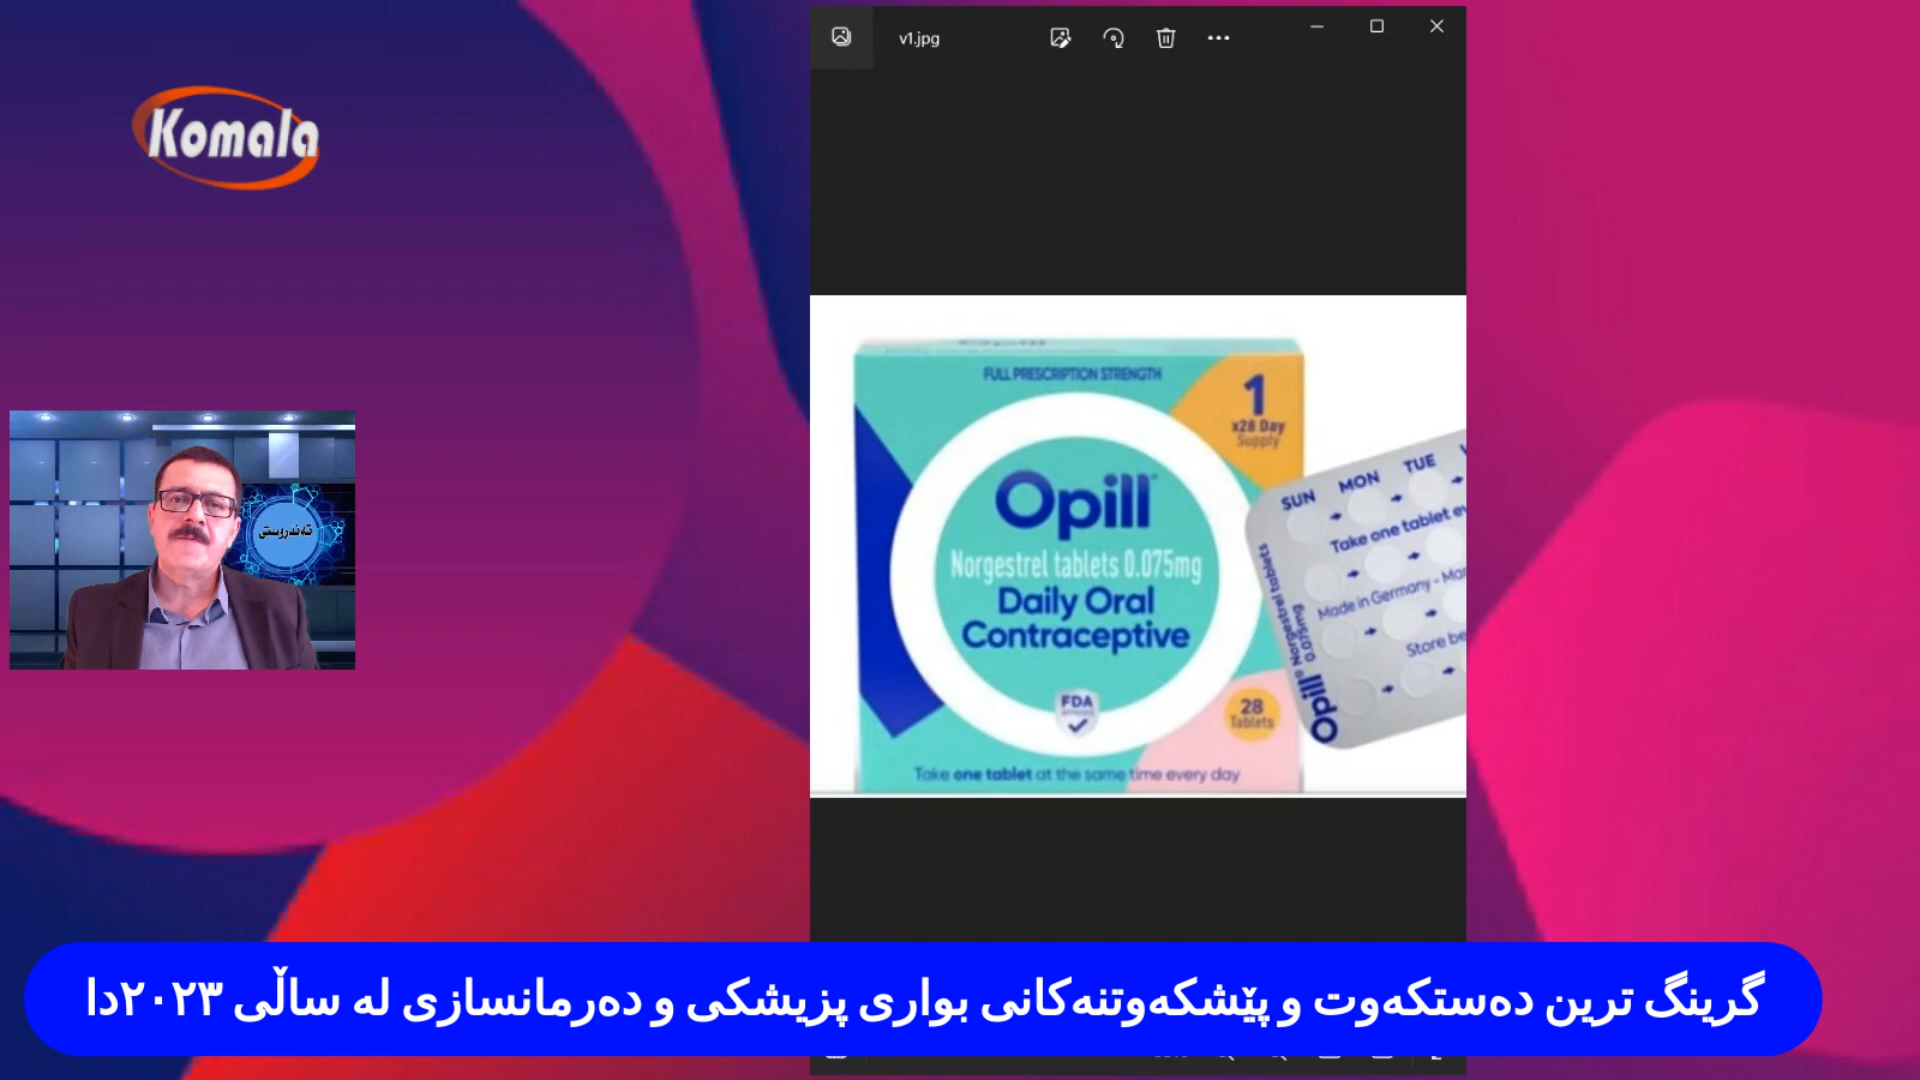 Komala
v1.jpg
FULL PRESCRIPTION STRENGTH
1
x28 Day
Supply
Opill
Norgestrel tablets 0.075mg
Daily Oral
Contraceptive
FDA
28
Tablets
Take one tablet at the same time every day
SUN MON TUE
Take one tablet
Made in Germany -
Store
Opill® Norgestrel tablets
0.075mg
تەندروستی
گرینگ ترین دەستکەوت و پێشکەوتنەکانی بواری پزیشکی و دەرمانسازی لە ساڵی ٢٠٢٣دا